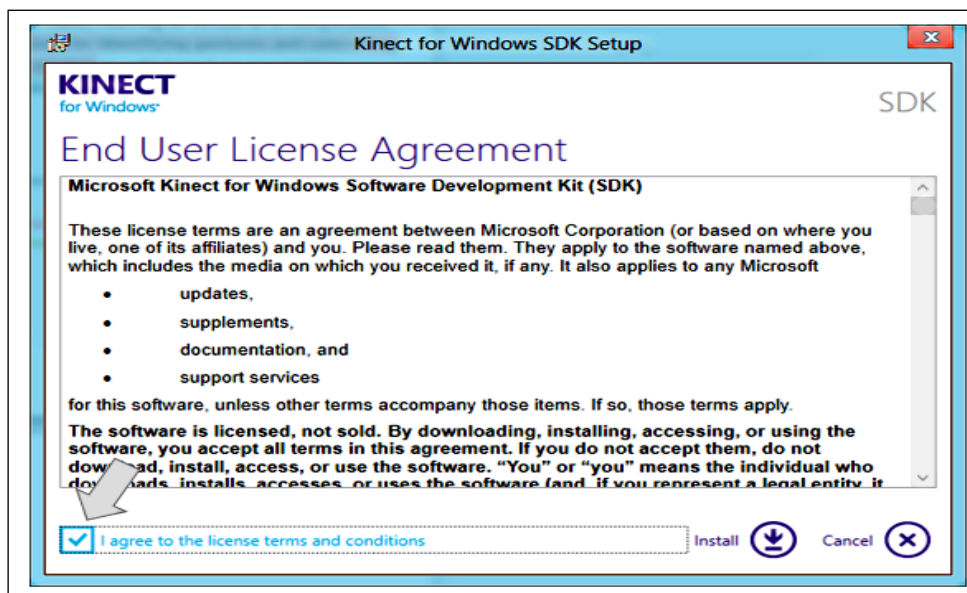 Kinect for Windows SDK Setup
KINECT
for Windows
SDK
End User License Agreement
Microsoft Kinect for Windows Software Development Kit (SDK)
These license terms are an agreement between Microsoft Corporation (or based on where you
live, one of its affiliates) and you. Please read them. They apply to the software named above,
which includes the media on which you received it, if any. It also applies to any Microsoft
• updates,
• supplements,
• documentation, and
• support services
for this software, unless other terms accompany those items. If so, those terms apply.
The software is licensed, not sold. By downloading, installing, accessing, or using the
software, you accept all terms in this agreement. If you do not accept them, do not
install, access, or use the software. “You” or “you” means the individual who
installs, accesses, or uses the software (and, if you represent a legal entity, it
I agree to the license terms and conditions
Install
Cancel